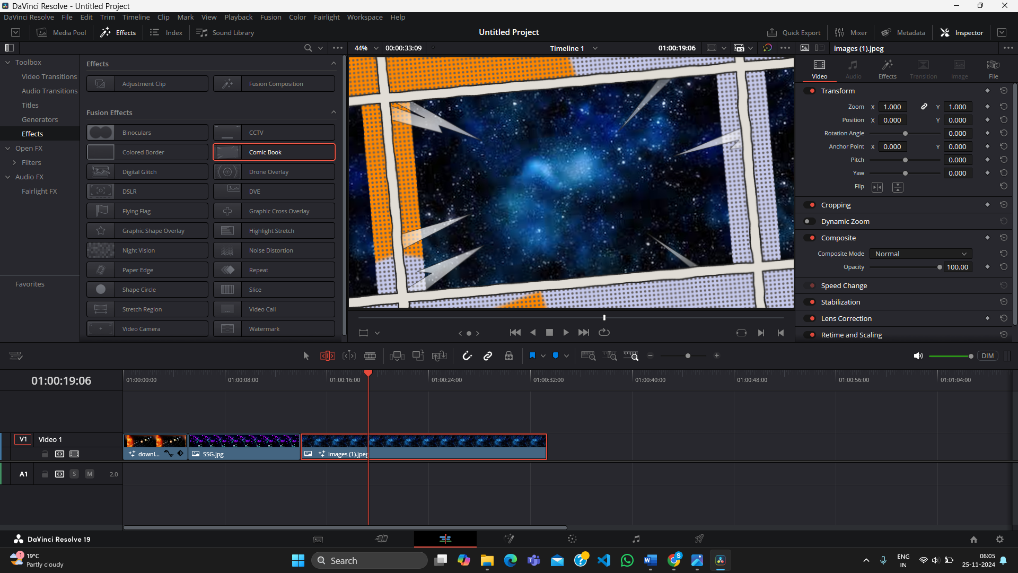 DaVinci Resolve - Untitled Project
DaVinci Resolve File Edit Trim Timeline Clip Mark View Playback Fusion Color Fairlight Workspace Help
Media Pool Effects Index Sound Library Untitled Project Quick Export Mixer Metadata Inspector
44% 00:00:33:09 Timeline 1 01:00:19:06 images (1).jpeg
Toolbox
Video Transitions
Audio Transitions
Titles
Generators
Effects
Open FX
Filters
Audio FX
Fairlight FX
Favorites
Effects
Adjustment Clip Fusion Composition
Fusion Effects
Binoculars CCTV
Colored Border Comic Book
Digital Glitch Drone Overlay
DSLR DVE
Flying Flag Graphic Cross Overlay
Graphic Shape Overlay Highlight Stretch
Night Vision Noise Distortion
Paper Edge Repeat
Shape Circle Slice
Stretch Region Video Call
Video Camera Watermark
Video Audio Effects Transition Image File
Transform
Zoom X 1.000 Y 1.000
Position X 0.000 Y 0.000
Rotation Angle 0.000
Anchor Point X 0.000 Y 0.000
Pitch 0.000
Yaw 0.000
Flip
Cropping
Dynamic Zoom
Composite
Composite Mode Normal
Opacity 100.00
Speed Change
Stabilization
Lens Correction
Retime and Scaling
DIM
01:00:19:06
01:00:00:00 01:00:08:00 01:00:16:00 01:00:24:00 01:00:32:00 01:00:40:00 01:00:48:00 01:00:56:00 01:01:04:00
V1 Video 1
downl... SSG.jpg images (1).jpeg
A1 S M 2.0
DaVinci Resolve 19
19°C
Partly cloudy
Search
ENG
IN
06:05
25-11-2024